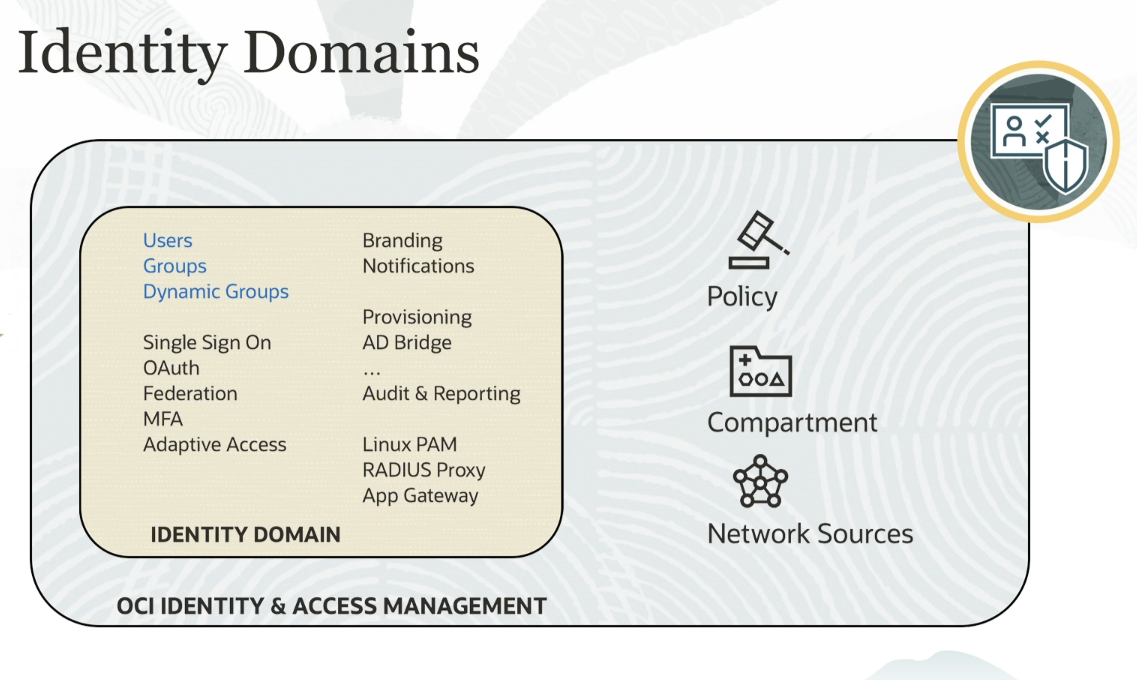 Identity Domains
Users
Groups
Dynamic Groups
Single Sign On
OAuth
Federation
MFA
Adaptive Access
Branding
Notifications
Provisioning
AD Bridge
...
Audit & Reporting
Linux PAM
RADIUS Proxy
App Gateway
IDENTITY DOMAIN
OCI IDENTITY & ACCESS MANAGEMENT
Policy
Compartment
Network Sources